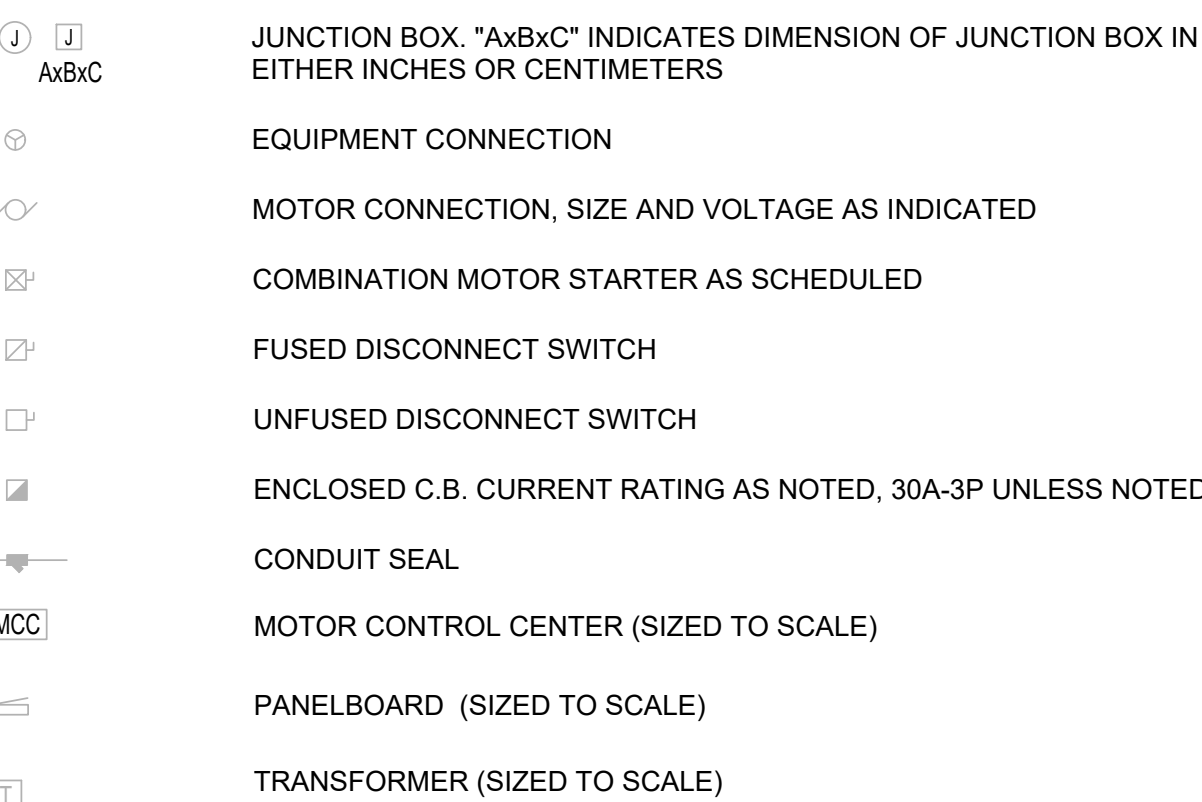 J J JUNCTION BOX. "AxBxC" INDICATES DIMENSION OF JUNCTION BOX IN
AxBxC EITHER INCHES OR CENTIMETERS
EQUIPMENT CONNECTION
MOTOR CONNECTION, SIZE AND VOLTAGE AS INDICATED
COMBINATION MOTOR STARTER AS SCHEDULED
FUSED DISCONNECT SWITCH
UNFUSED DISCONNECT SWITCH
ENCLOSED C.B. CURRENT RATING AS NOTED, 30A-3P UNLESS NOTED
CONDUIT SEAL
MCC MOTOR CONTROL CENTER (SIZED TO SCALE)
PANELBOARD (SIZED TO SCALE)
T TRANSFORMER (SIZED TO SCALE)